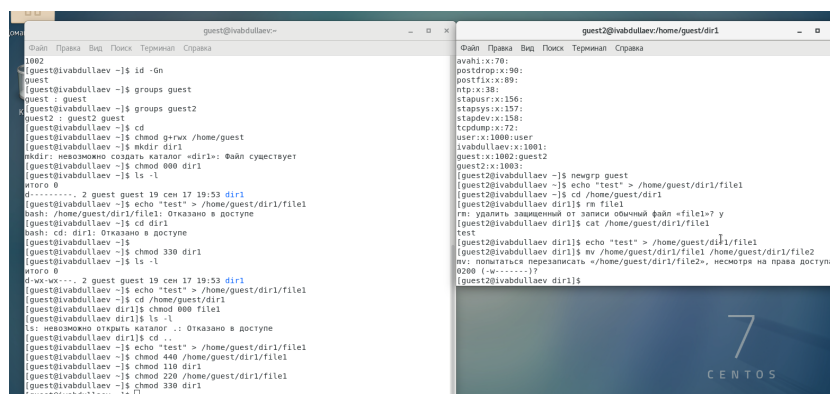 guest@ivabdullaev:~
Файл Правка Вид Поиск Терминал Справка
1002
[guest@ivabdullaev ~]$ id -Gn
guest
[guest@ivabdullaev ~]$ groups guest
guest : guest
[guest@ivabdullaev ~]$ groups guest2
guest2 : guest2 guest
[guest@ivabdullaev ~]$ cd
[guest@ivabdullaev ~]$ chmod g+rwx /home/guest
[guest@ivabdullaev ~]$ mkdir dir1
mkdir: невозможно создать каталог «dir1»: Файл существует
[guest@ivabdullaev ~]$ chmod 000 dir1
[guest@ivabdullaev ~]$ ls -l
итого 0
d---------. 2 guest guest 19 сен 17 19:53 dir1
[guest@ivabdullaev ~]$ echo "test" > /home/guest/dir1/file1
bash: /home/guest/dir1/file1: Отказано в доступе
[guest@ivabdullaev ~]$ cd dir1
bash: cd: dir1: Отказано в доступе
[guest@ivabdullaev ~]$
[guest@ivabdullaev ~]$ chmod 330 dir1
[guest@ivabdullaev ~]$ ls -l
итого 0
d-wx-wx---. 2 guest guest 19 сен 17 19:53 dir1
[guest@ivabdullaev ~]$ echo "test" > /home/guest/dir1/file1
[guest@ivabdullaev ~]$ cd /home/guest/dir1
[guest@ivabdullaev dir1]$ chmod 000 file1
[guest@ivabdullaev dir1]$ ls -l
ls: невозможно открыть каталог .: Отказано в доступе
[guest@ivabdullaev dir1]$ cd ..
[guest@ivabdullaev ~]$ echo "test" > /home/guest/dir1/file1
[guest@ivabdullaev ~]$ chmod 440 /home/guest/dir1/file1
[guest@ivabdullaev ~]$ chmod 110 dir1
[guest@ivabdullaev ~]$ chmod 220 /home/guest/dir1/file1
[guest@ivabdullaev ~]$ chmod 330 dir1
guest2@ivabdullaev:/home/guest/dir1
Файл Правка Вид Поиск Терминал Справка
avahi:x:70:
postdrop:x:90:
postfix:x:89:
ntp:x:38:
stapusr:x:156:
stapsys:x:157:
stapdev:x:158:
tcpdump:x:72:
user:x:1000:user
ivabdullaev:x:1001:
guest:x:1002:guest2
guest2:x:1003:
[guest2@ivabdullaev ~]$ newgrp guest
[guest2@ivabdullaev ~]$ echo "test" > /home/guest/dir1/file1
[guest2@ivabdullaev ~]$ cd /home/guest/dir1
[guest2@ivabdullaev dir1]$ rm file1
rm: удалить защищенный от записи обычный файл «file1»? y
[guest2@ivabdullaev dir1]$ cat /home/guest/dir1/file1
test
[guest2@ivabdullaev dir1]$ echo "test" > /home/guest/dir1/file1
[guest2@ivabdullaev dir1]$ mv /home/guest/dir1/file1 /home/guest/dir1/file2
mv: попытаться перезаписать «/home/guest/dir1/file2», несмотря на права доступа
0200 (-w-------)?
[guest2@ivabdullaev dir1]$
7
CENTOS